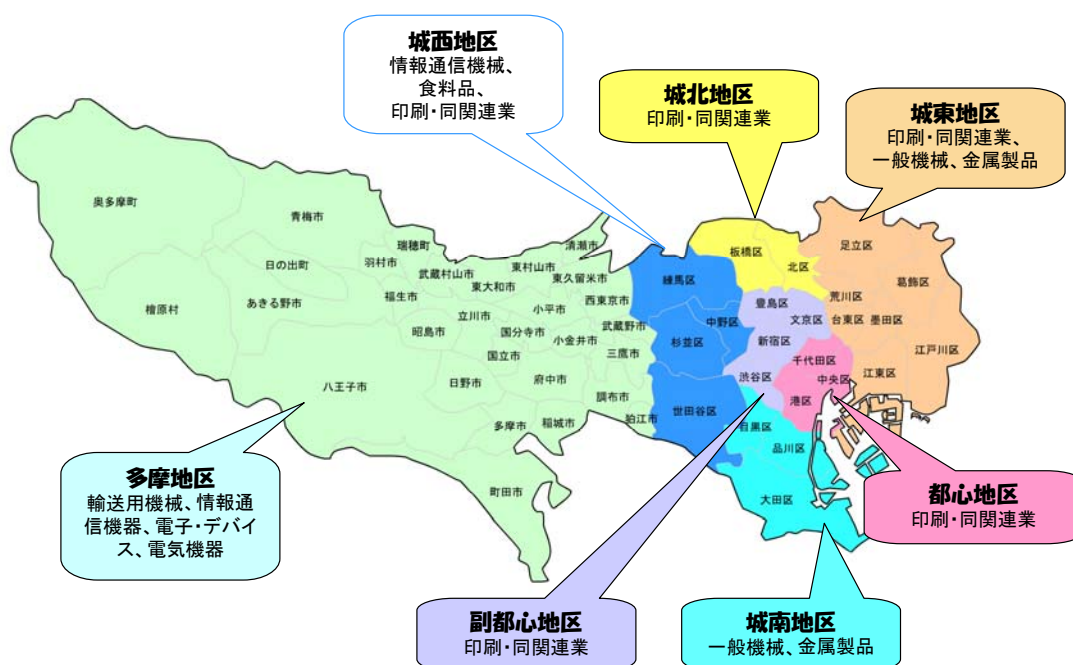 城西地区
情報通信機械、
食料品、
印刷・同関連業
城北地区
印刷・同関連業
城東地区
印刷・同関連業、
一般機械、金属製品
奥多摩町
青梅市
瑞穂町
清瀬市
日の出町
羽村市
武蔵村山市
東村山市
東久留米市
東大和市
檜原村
あきる野市
福生市
西東京市
立川市
小平市
昭島市
国分寺市
小金井市
武蔵野市
国立市
三鷹市
八王子市
日野市
府中市
調布市
多摩市
稲城市
狛江市
町田市
練馬区
板橋区
北区
足立区
葛飾区
豊島区
荒川区
中野区
文京区
台東区
墨田区
杉並区
新宿区
千代田区
江戸川区
渋谷区
中央区
江東区
世田谷区
港区
目黒区
品川区
大田区
多摩地区
輸送用機械、情報通
信機器、電子・デバイ
ス、電気機器
都心地区
印刷・同関連業
副都心地区
印刷・同関連業
城南地区
一般機械、金属製品